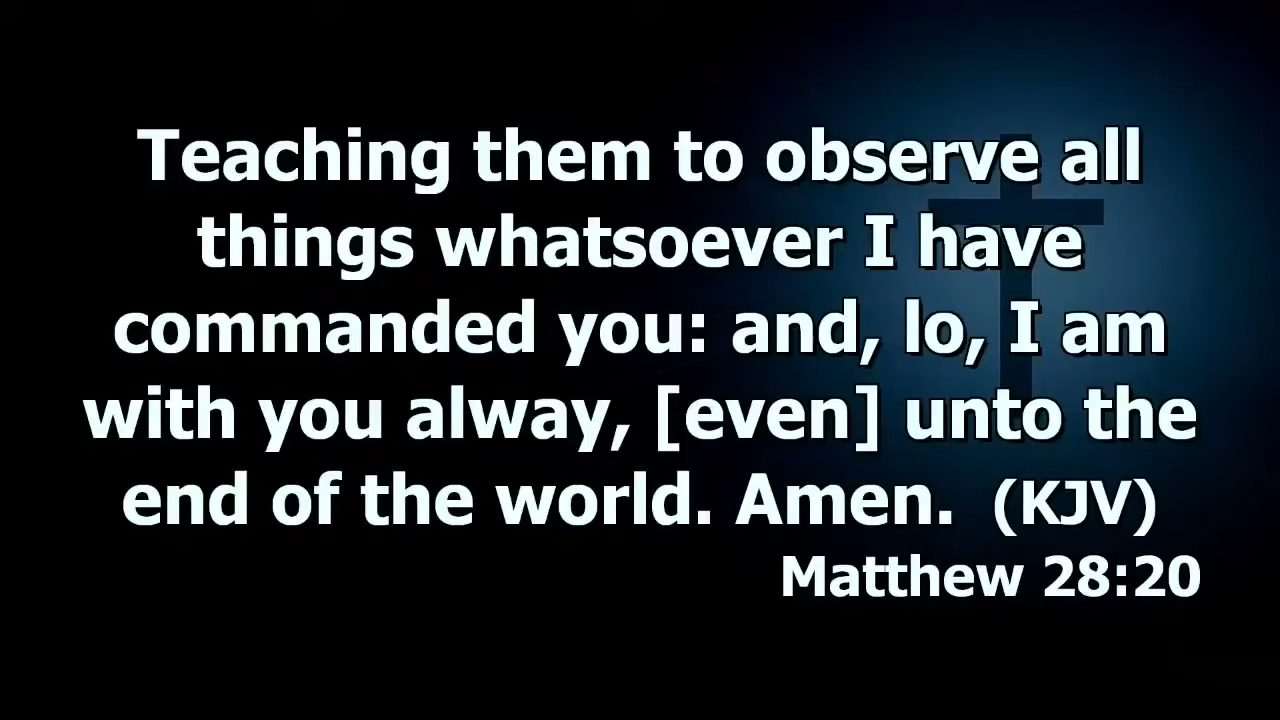 Teaching them to observe all
things whatsoever I have
commanded you: and, lo, I am
with you alway, [even] unto the
end of the world. Amen. (KJV)
Matthew 28:20